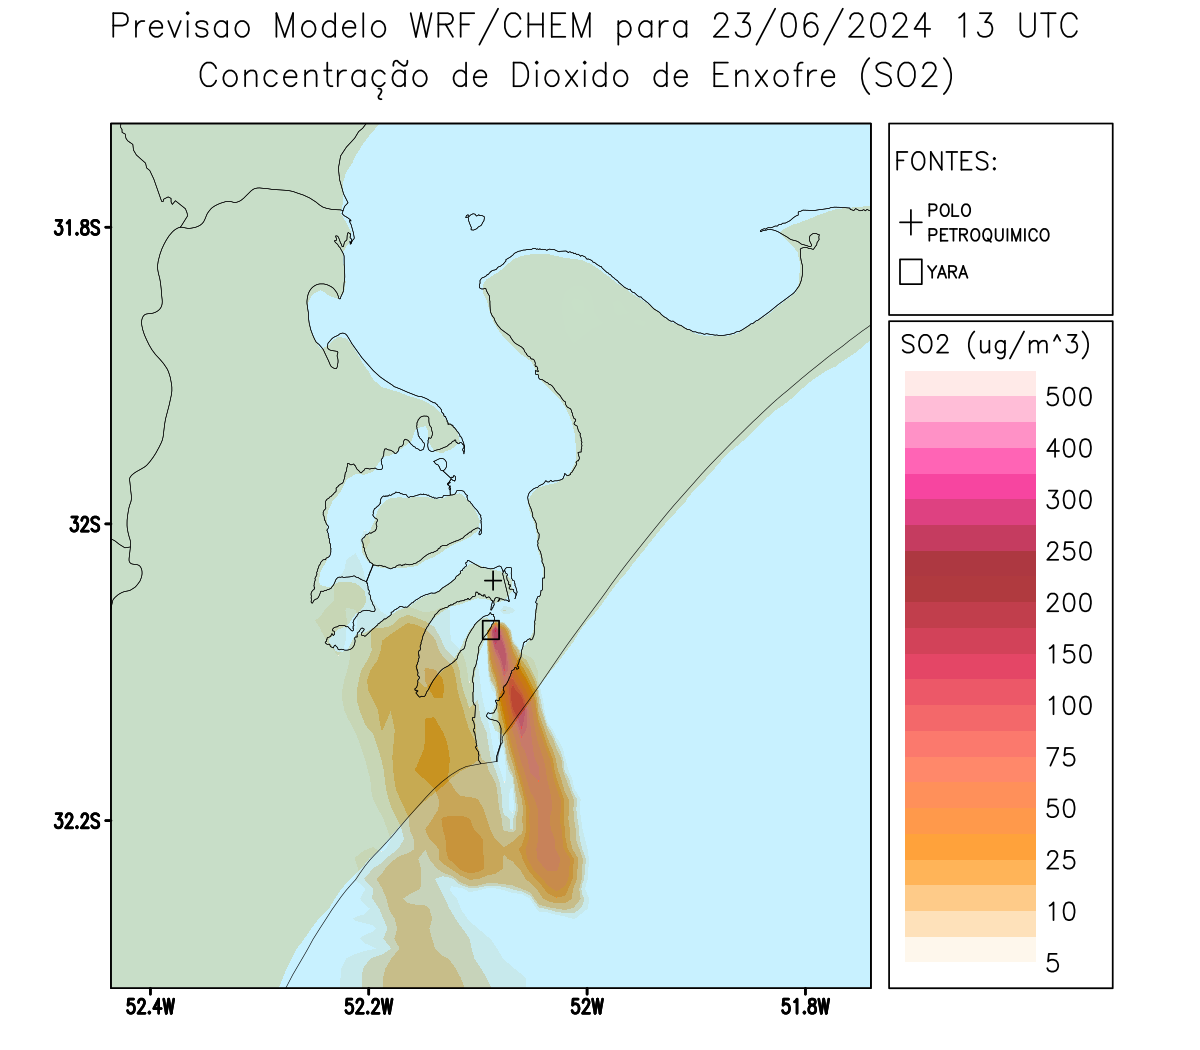 Previsao Modelo WRF/CHEM para 23/06/2024 13 UTC
Concentração de Dioxido de Enxofre (SO2)
FONTES:
POLO
PETROQUIMICO
YARA
31.8S
32S
32.2S
52.4W
52.2W
52W
51.8W
SO2 (ug/m^3)
500
400
300
250
200
150
100
75
50
25
10
5